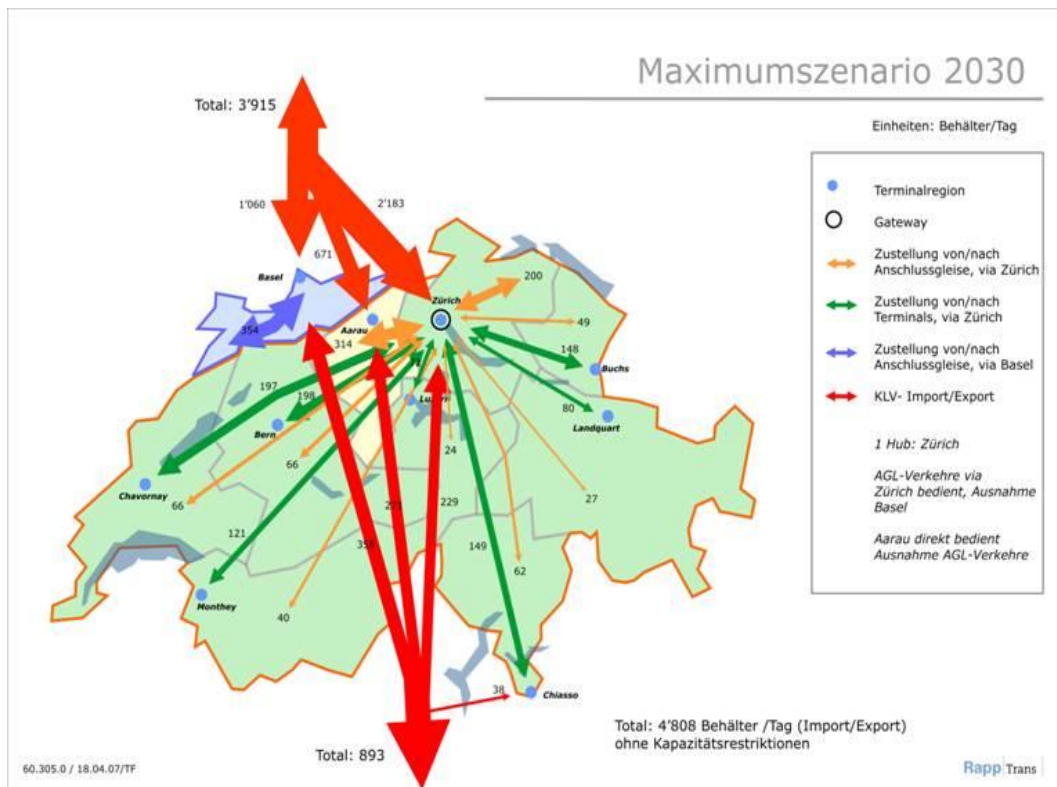 Maximumszenario 2030
Total: 3'915
Einheiten: Behälter/Tag
Terminalregion
Gateway
Zustellung von/nach
Anschlussgleise, via Zürich
Zustellung von/nach
Terminals, via Zürich
Zustellung von/nach
Anschlussgleise, via Basel
KLV- Import/Export
1 Hub: Zürich
AGL-Verkehre via
Zürich bedient, Ausnahme
Basel
Aarau direkt bedient
Ausnahme AGL-Verkehre
1'060
2'183
671
Basel
200
Zürich
354
Aarau
314
49
148
Buchs
197
198
80
Landquart
Bern
66
24
Chavornay
66
27
229
121
149
62
Monthey
40
38
Chiasso
Total: 893
Total: 4'808 Behälter /Tag (Import/Export)
ohne Kapazitätsrestriktionen
60.305.0 / 18.04.07/TF
Rapp Trans